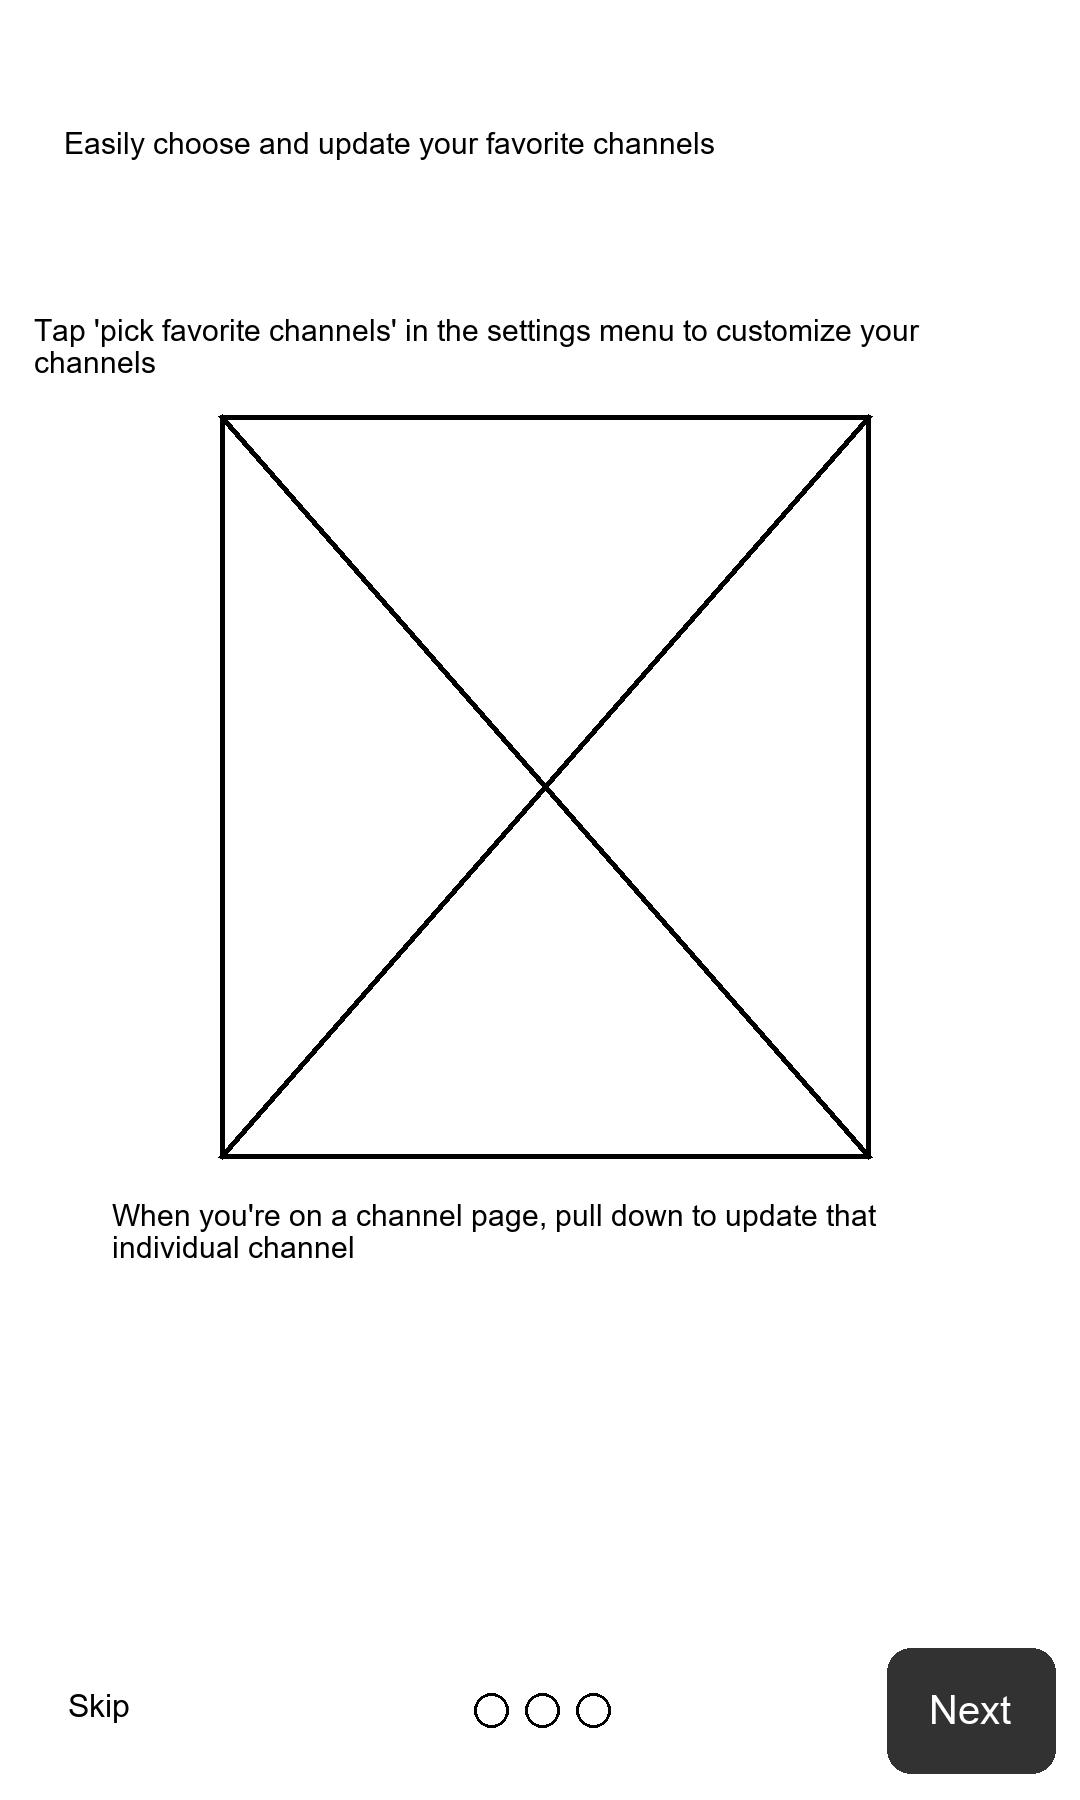 Easily choose and update your favorite channels
Tap 'pick favorite channels' in the settings menu to customize your
channels
When you're on a channel page, pull down to update that
individual channel
Skip
Next